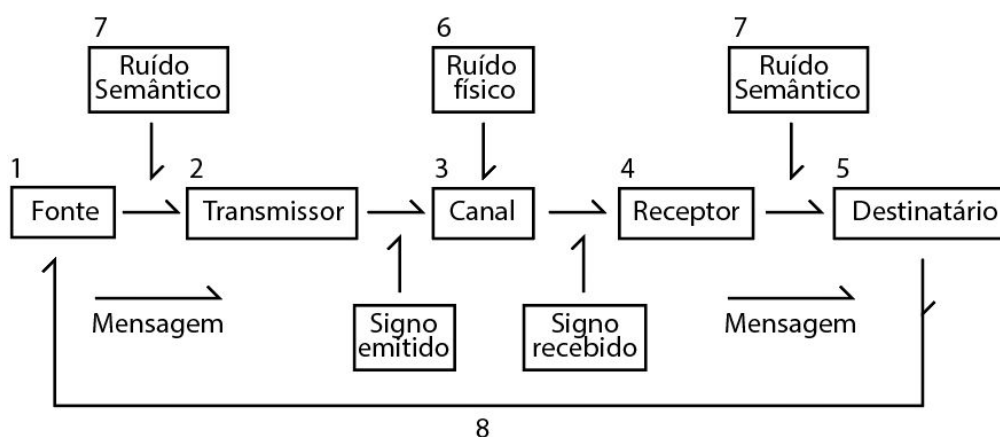 7
Ruído
Semântico
6
Ruído
físico
7
Ruído
Semântico
1
Fonte
2
Transmissor
3
Canal
4
Receptor
5
Destinatário
Mensagem
Signo
emitido
Signo
recebido
Mensagem
8